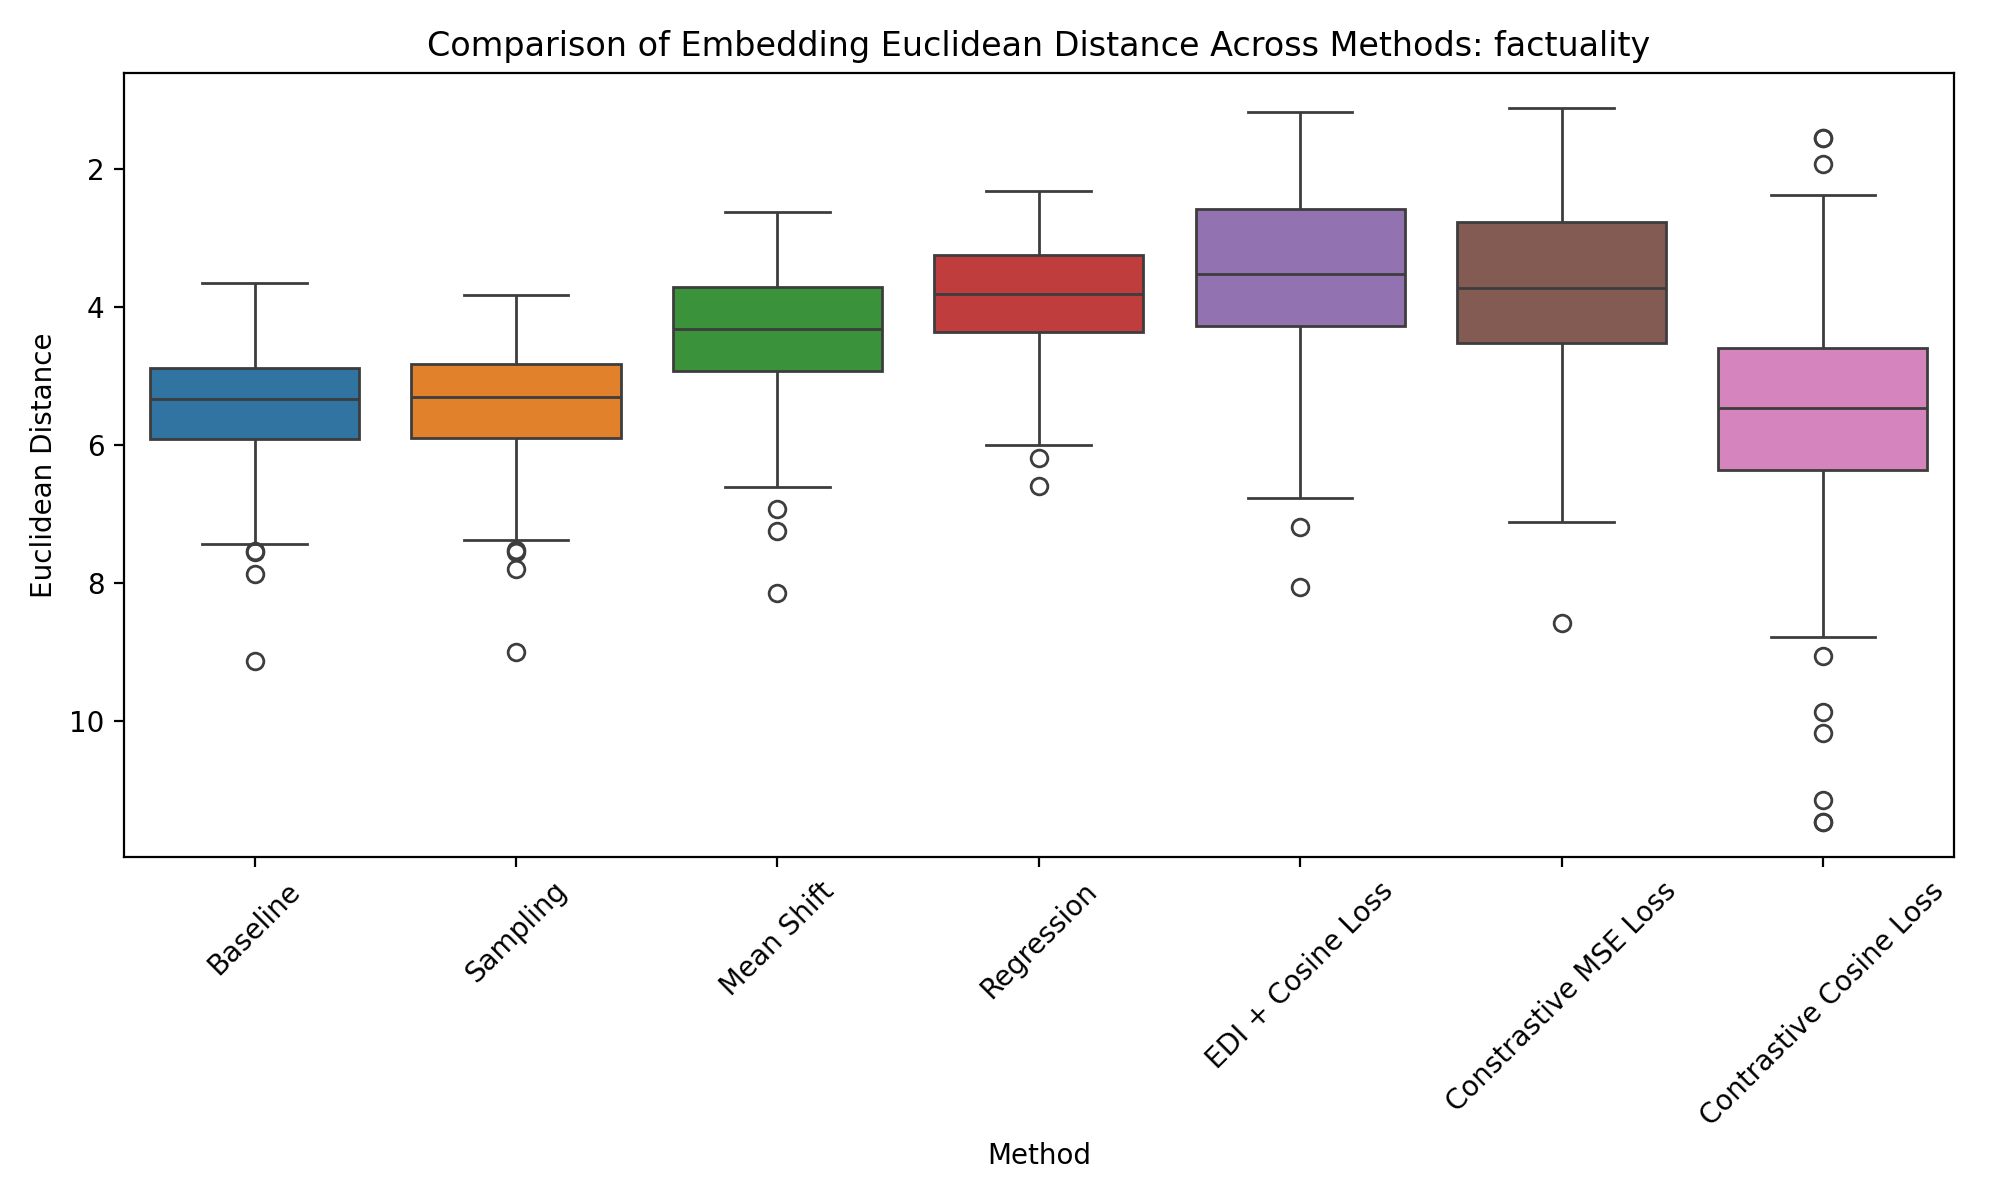 Comparison of Embedding Euclidean Distance Across Methods: factuality
Euclidean Distance
2
4
6
8
10
Baseline
Sampling
Mean Shift
Regression
EDI + Cosine Loss
Constrastive MSE Loss
Contrastive Cosine Loss
Method